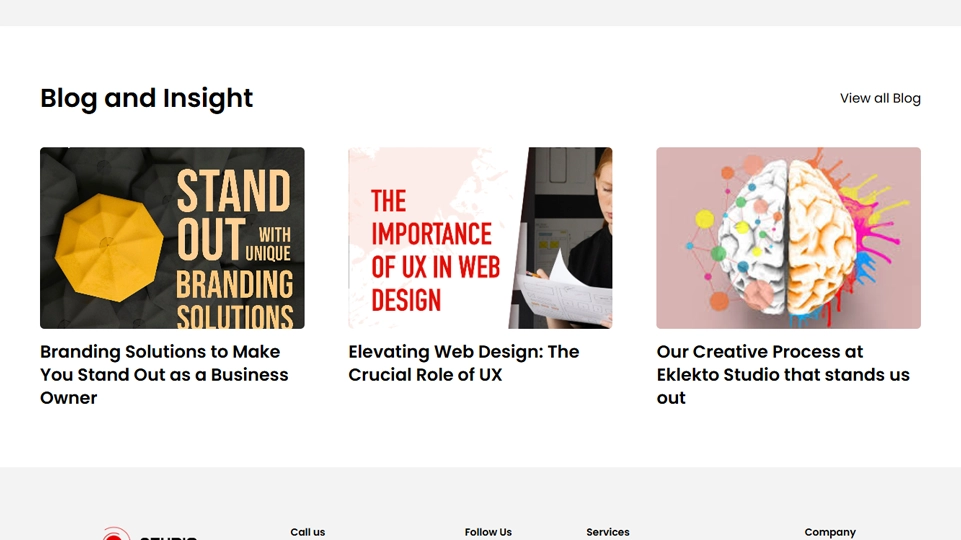 Blog and Insight
View all Blog
STAND
OUT WITH
UNIQUE
BRANDING
SOLUTIONS
THE
IMPORTANCE
OF UX IN WEB
DESIGN
Branding Solutions to Make
You Stand Out as a Business
Owner
Elevating Web Design: The
Crucial Role of UX
Our Creative Process at
Eklekto Studio that stands us
out
STUDIO
Call us
Follow Us
Services
Company